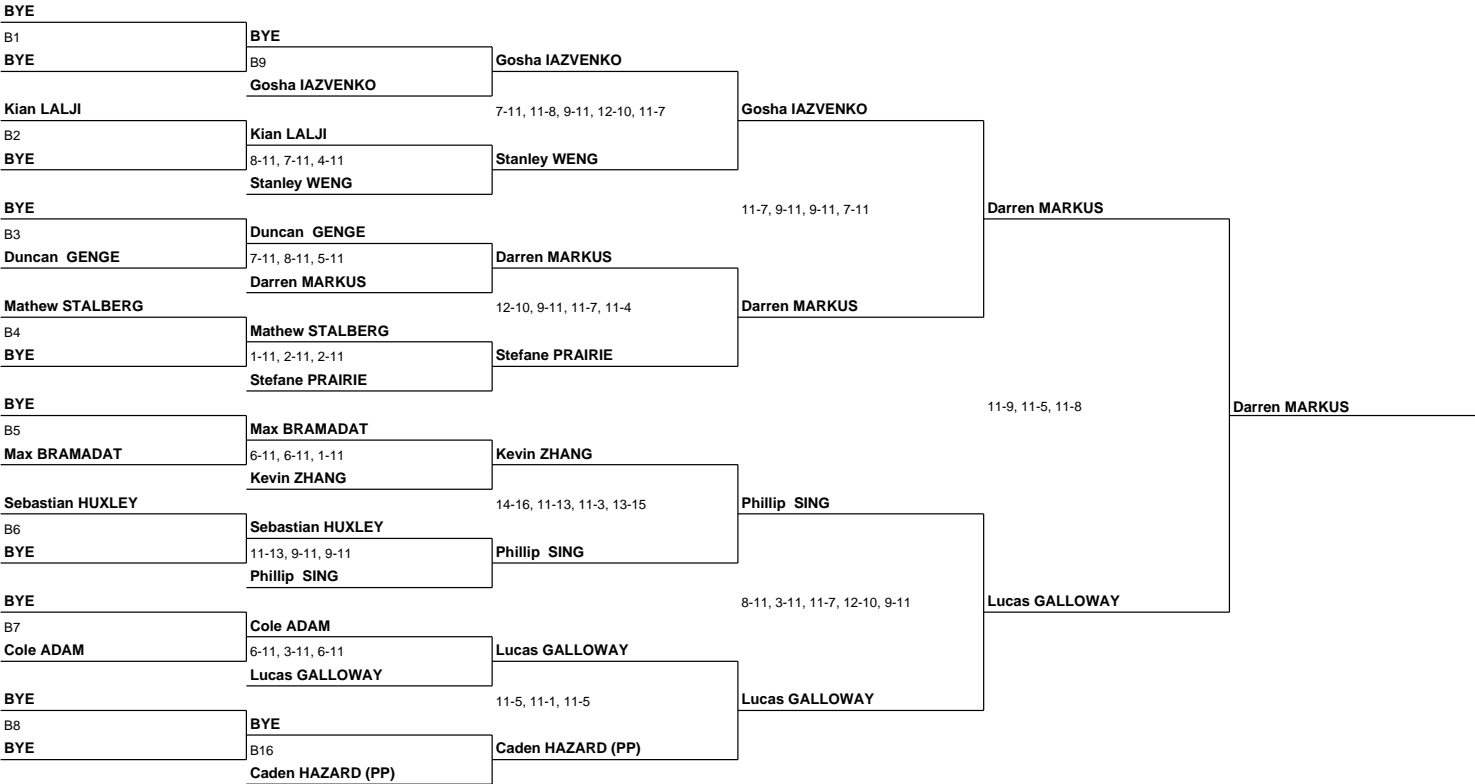 BYE
B1
BYE
BYE
B9
Gosha IAZVENKO
Gosha IAZVENKO
7-11, 11-8, 9-11, 12-10, 11-7
Gosha IAZVENKO
Kian LALJI
B2
BYE
Kian LALJI
8-11, 7-11, 4-11
Stanley WENG
Stanley WENG
11-7, 9-11, 9-11, 7-11
Darren MARKUS
BYE
B3
Duncan  GENGE
Duncan  GENGE
7-11, 8-11, 5-11
Darren MARKUS
Darren MARKUS
12-10, 9-11, 11-7, 11-4
Darren MARKUS
Mathew STALBERG
B4
BYE
Mathew STALBERG
1-11, 2-11, 2-11
Stefane PRAIRIE
Stefane PRAIRIE
11-9, 11-5, 11-8
Darren MARKUS
BYE
B5
Max BRAMADAT
Max BRAMADAT
6-11, 6-11, 1-11
Kevin ZHANG
Kevin ZHANG
14-16, 11-13, 11-3, 13-15
Phillip  SING
Sebastian HUXLEY
B6
BYE
Sebastian HUXLEY
11-13, 9-11, 9-11
Phillip  SING
Phillip  SING
8-11, 3-11, 11-7, 12-10, 9-11
Lucas GALLOWAY
BYE
B7
Cole ADAM
Cole ADAM
6-11, 3-11, 6-11
Lucas GALLOWAY
Lucas GALLOWAY
11-5, 11-1, 11-5
Lucas GALLOWAY
BYE
B8
BYE
BYE
B16
Caden HAZARD (PP)
Caden HAZARD (PP)